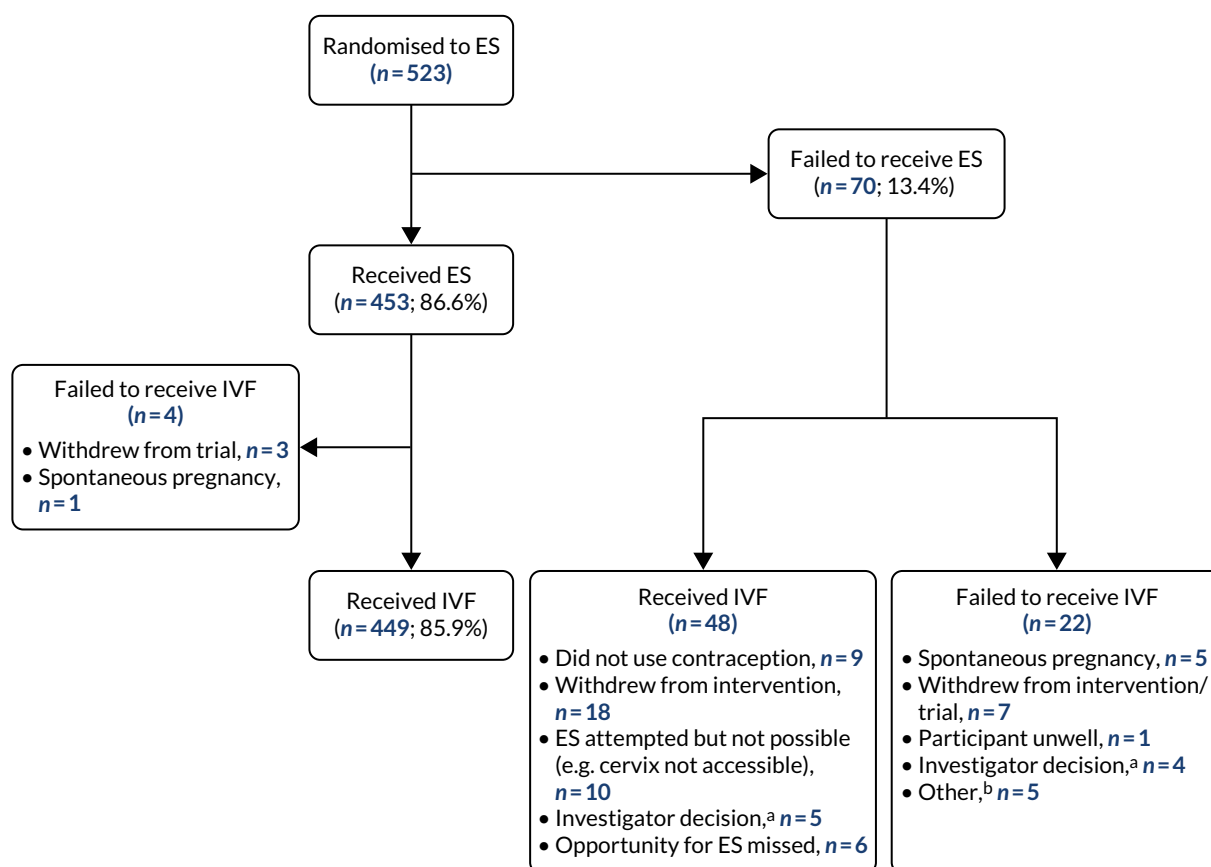 Randomised to ES
(n=523)
Failed to receive ES
(n=70; 13.4%)
Received ES
(n=453; 86.6%)
Failed to receive IVF
(n=4)
• Withdrew from trial, n=3
• Spontaneous pregnancy,
n=1
Received IVF
(n=449; 85.9%)
Received IVF
(n=48)
• Did not use contraception, n=9
• Withdrew from intervention,
n=18
• ES attempted but not possible
(e.g. cervix not accessible),
n=10
• Investigator decision,a n=5
• Opportunity for ES missed, n=6
Failed to receive IVF
(n=22)
• Spontaneous pregnancy, n=5
• Withdrew from intervention/
trial, n=7
• Participant unwell, n=1
• Investigator decision,a n=4
• Other,b n=5